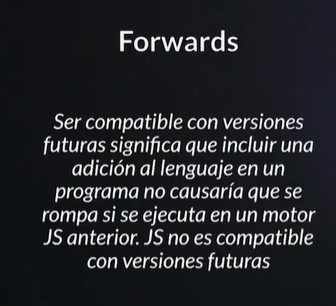 Forwards
Ser compatible con versiones
futuras significa que incluir una
adición al lenguaje en un
programa no causaría que se
rompa si se ejecuta en un motor
JS anterior. JS no es compatible
con versiones futuras